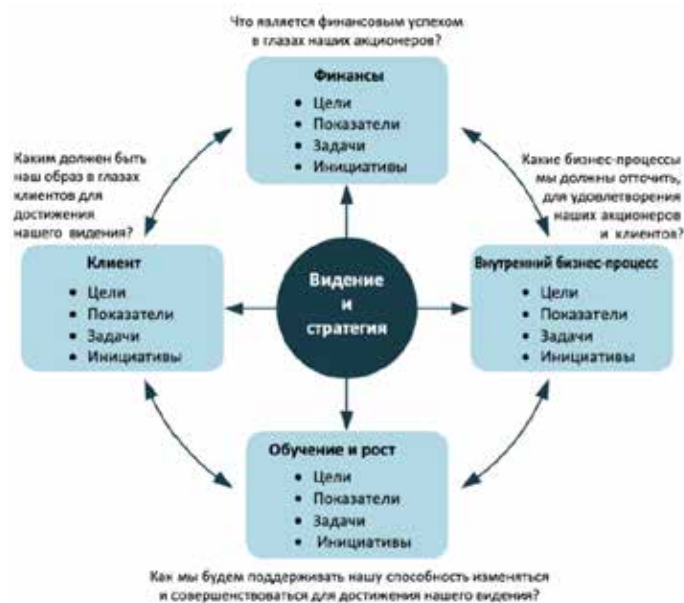 Что является финансовым успехом
в глазах наших акционеров?
Финансы
• Цели
• Показатели
• Задачи
• Инициативы
Каким должен быть
наш образ в глазах
клиентов для
достижения
нашего видения?
Какие бизнес-процессы
мы должны отточить,
для удовлетворения
наших акционеров
и клиентов?
Клиент
• Цели
• Показатели
• Задачи
• Инициативы
Видение
и
стратегия
Внутренний бизнес-процесс
• Цели
• Показатели
• Задачи
• Инициативы
Обучение и рост
• Цели
• Показатели
• Задачи
• Инициативы
Как мы будем поддерживать нашу способность изменяться
и совершенствоваться для достижения нашего видения?